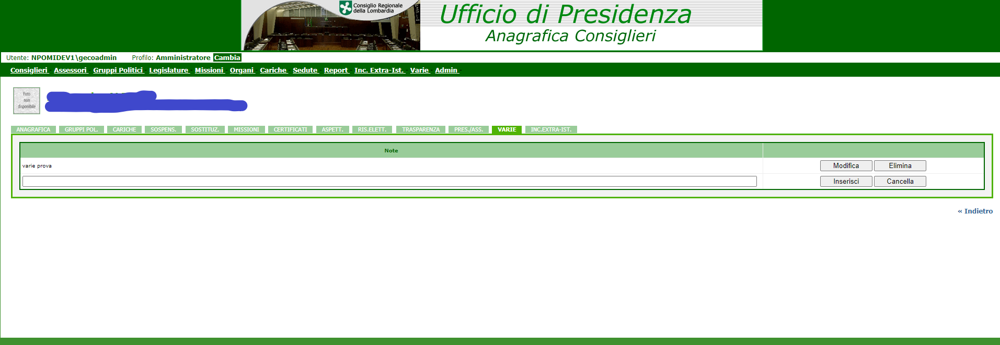 Consiglio Regionale
della Lombardia
Ufficio di Presidenza
Anagrafica Consiglieri
Utente: NPOMIDEV1\gecoadmin Profilo: Amministratore Cambia
Consiglieri - Assessori - Gruppi Politici - Legislature - Missioni - Organi - Cariche - Sedute - Report - Inc. Extra-Ist. - Varie - Admin -
Foto
non
disponibile
ANAGRAFICA GRUPPI POL. CARICHE SOSPENS. SOSTITUZ. MISSIONI CERTIFICATI ASPETT. RIS.ELETT. TRASPARENZA PRES./ASS. VARIE INC.EXTRA-IST.
Note
varie prova Modifica Elimina
Inserisci Cancella
« Indietro